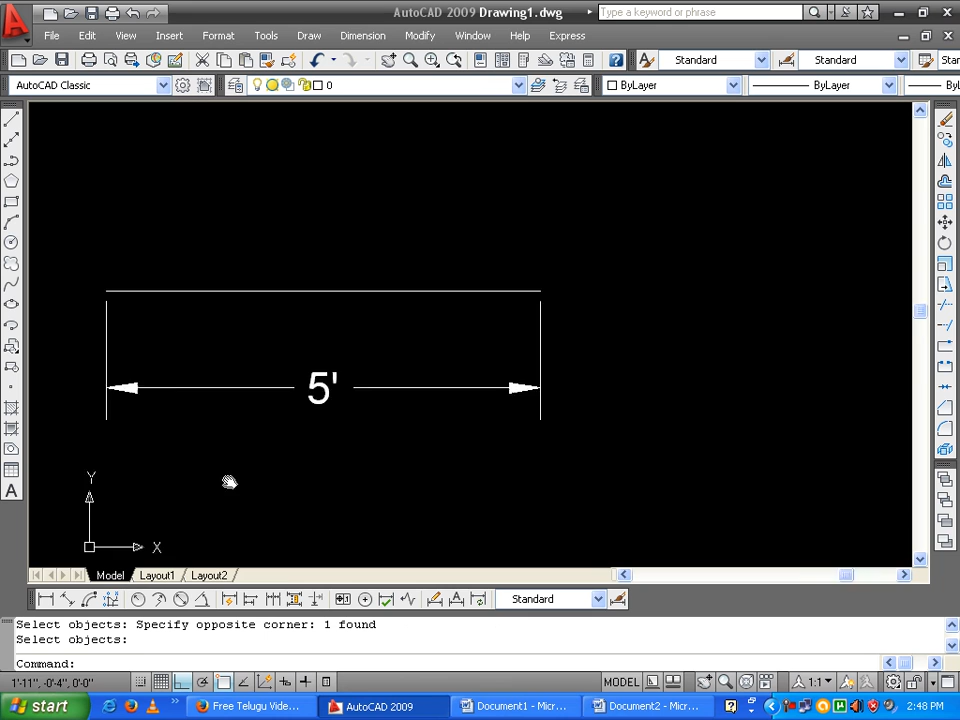 AutoCAD 2009 Drawing1.dwg
Type a keyword or phrase
File Edit View Insert Format Tools Draw Dimension Modify Window Help Express
Standard Standard Stan
AutoCAD Classic 0 ByLayer ByLayer ByL
5'
Y
X
A
Model Layout1 Layout2
Standard
Select objects: Specify opposite corner: 1 found
Select objects:
Command:
1'-11", -0'-4", 0'-0" MODEL 1:1
start Free Telugu Vide... AutoCAD 2009 Document1 - Micr... Document2 - Micr... 2:48 PM